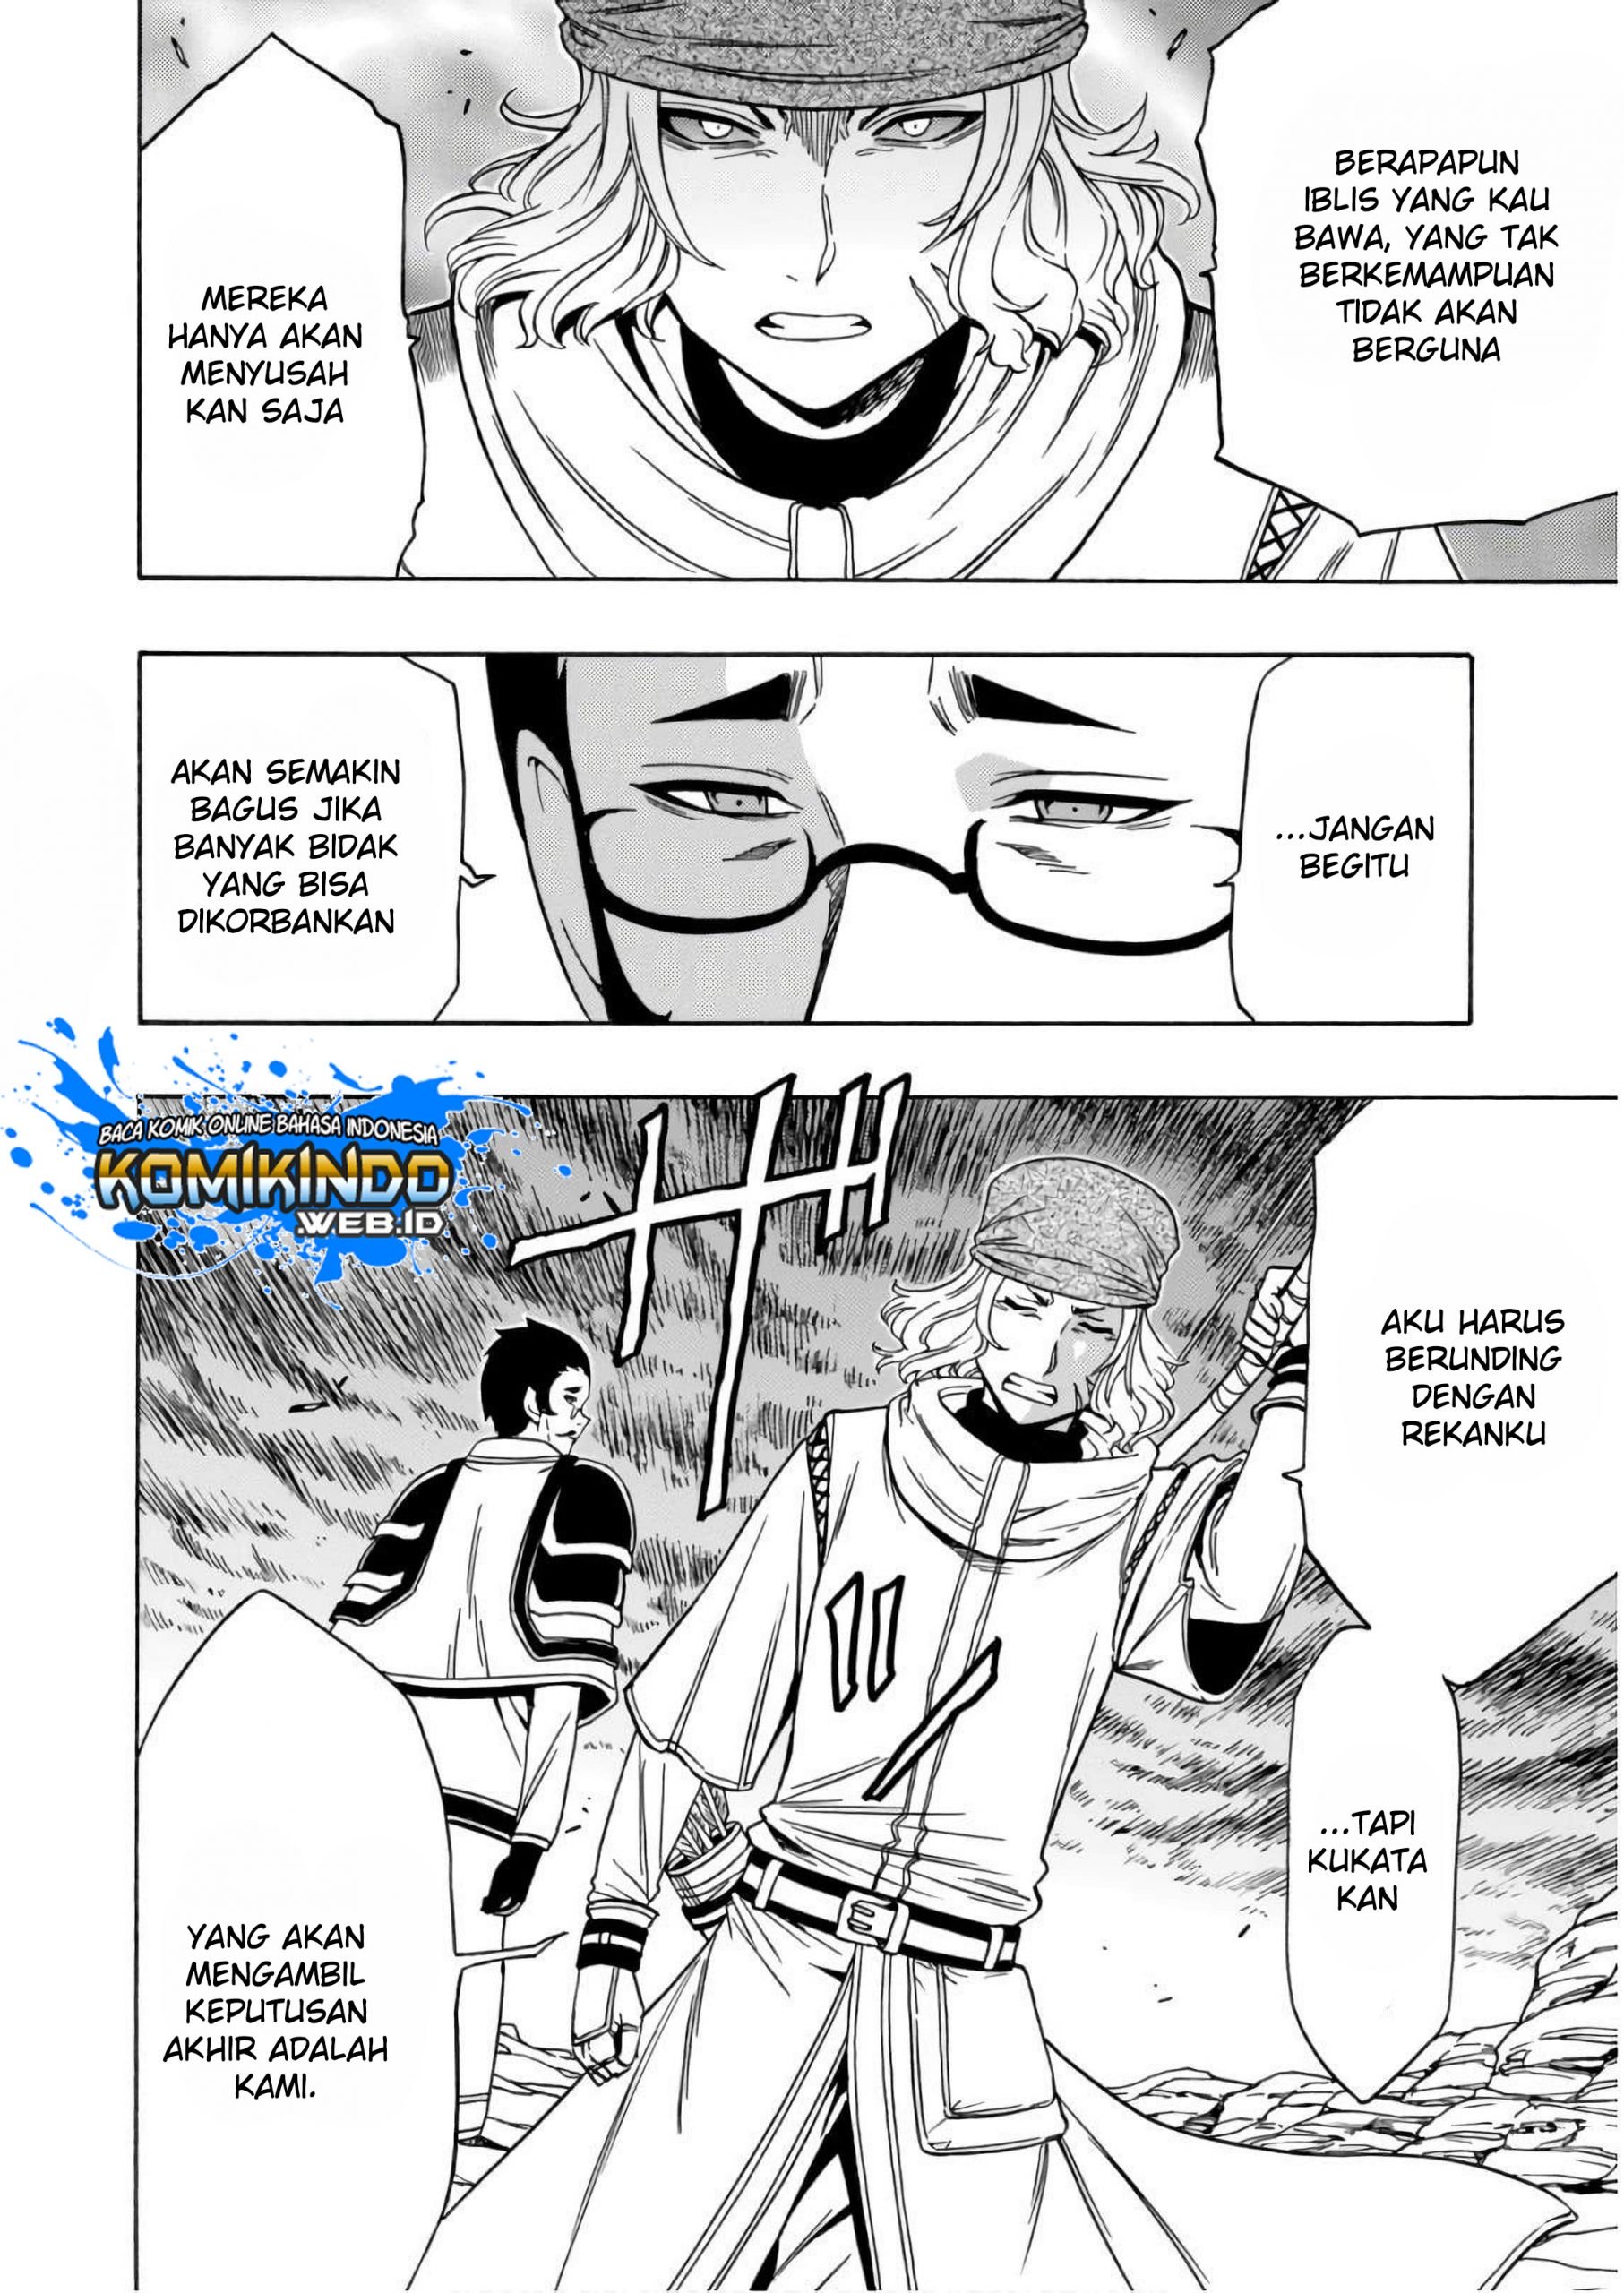 BERAPAPUN
IBLIS YANG KAU
BAWA, YANG TAK
BERKEMAMPUAN
TIDAK AKAN
BERGUNA
MEREKA
HANYA AKAN
MENYUSAH
KAN SAJA
...JANGAN
BEGITU
AKAN SEMAKIN
BAGUS JIKA
BANYAK BIDAK
YANG BISA
DIKORBANKAN
BACA KOMIK ONLINE BAHASA INDONESIA
KOMIKINDO
.WEB.ID
AKU HARUS
BERUNDING
DENGAN
REKANKU
...TAPI
KUKATA
KAN
YANG AKAN
MENGAMBIL
KEPUTUSAN
AKHIR ADALAH
KAMI.